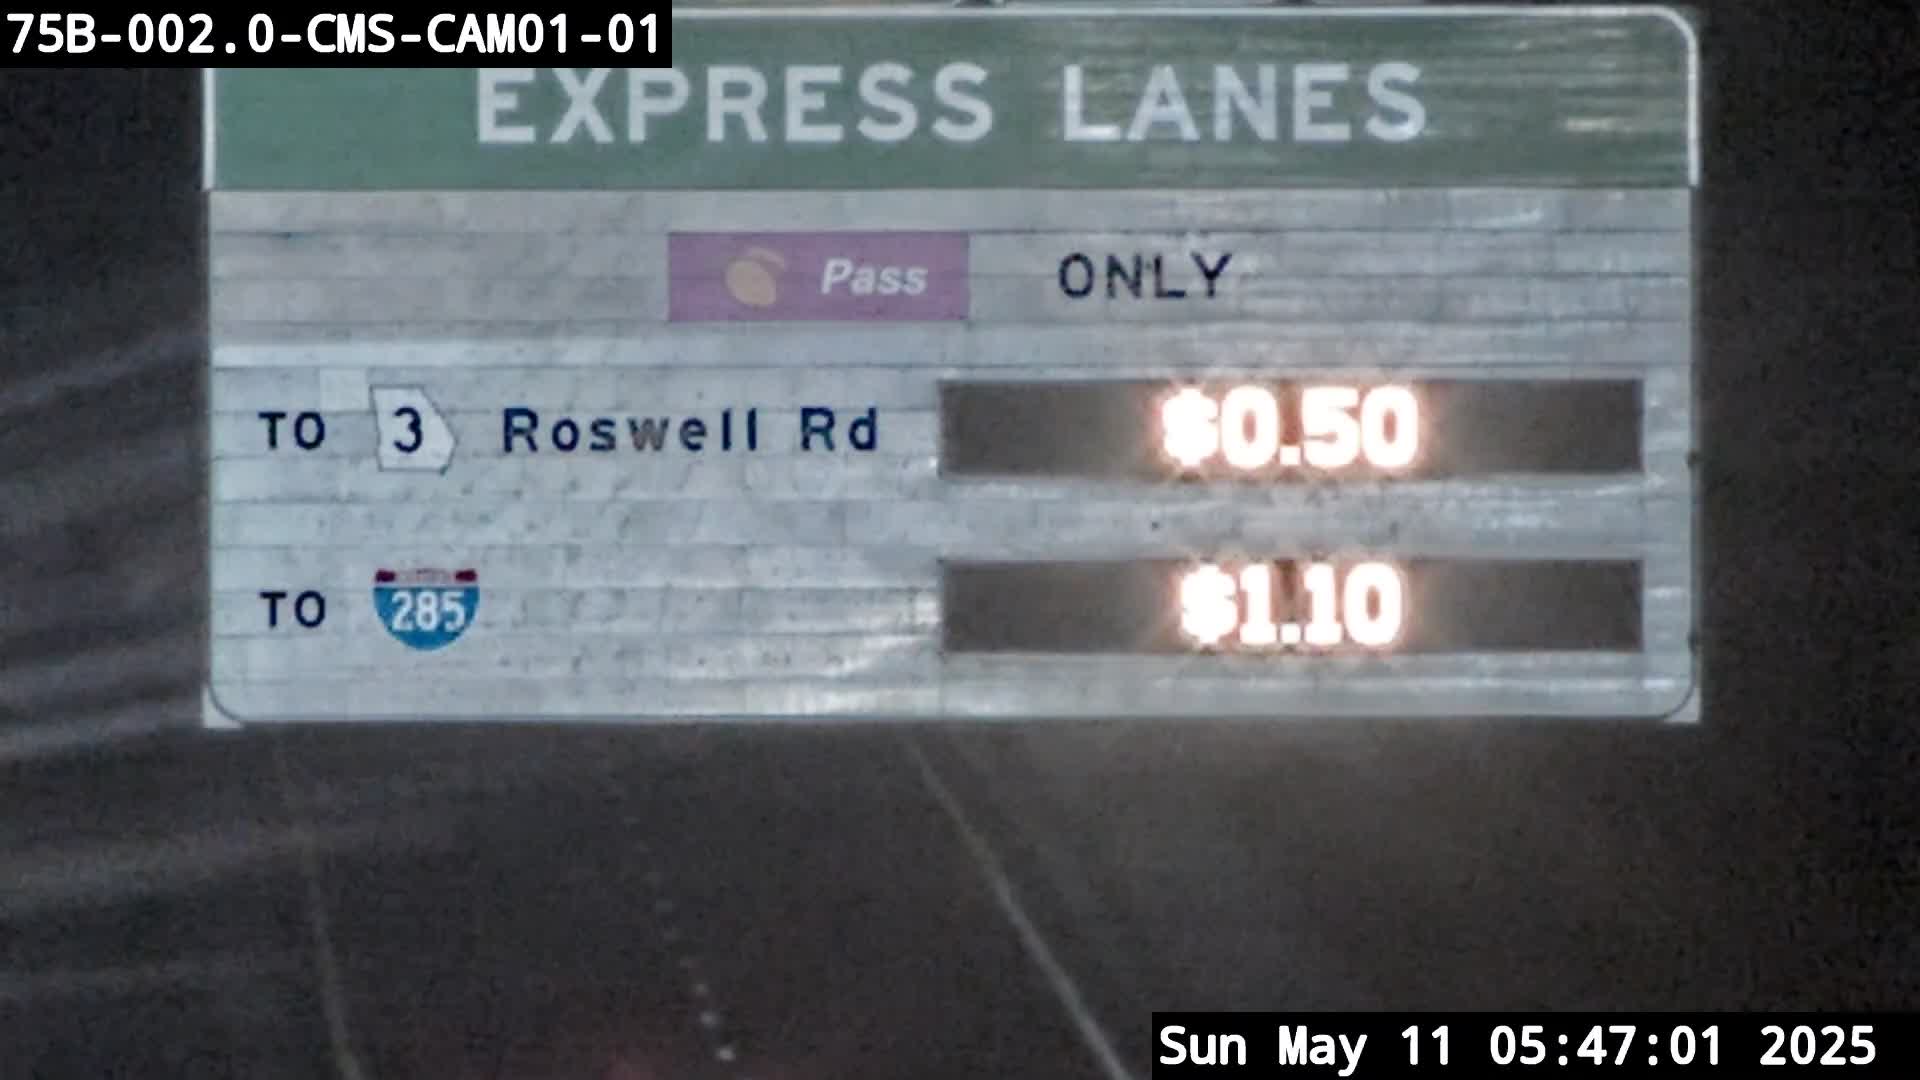 75B-002.0-CMS-CAM01-01
EXPRESS LANES
Pass ONLY
TO 3 Roswell Rd $0.50
TO 285 $1.10
Sun May 11 05:47:01 2025